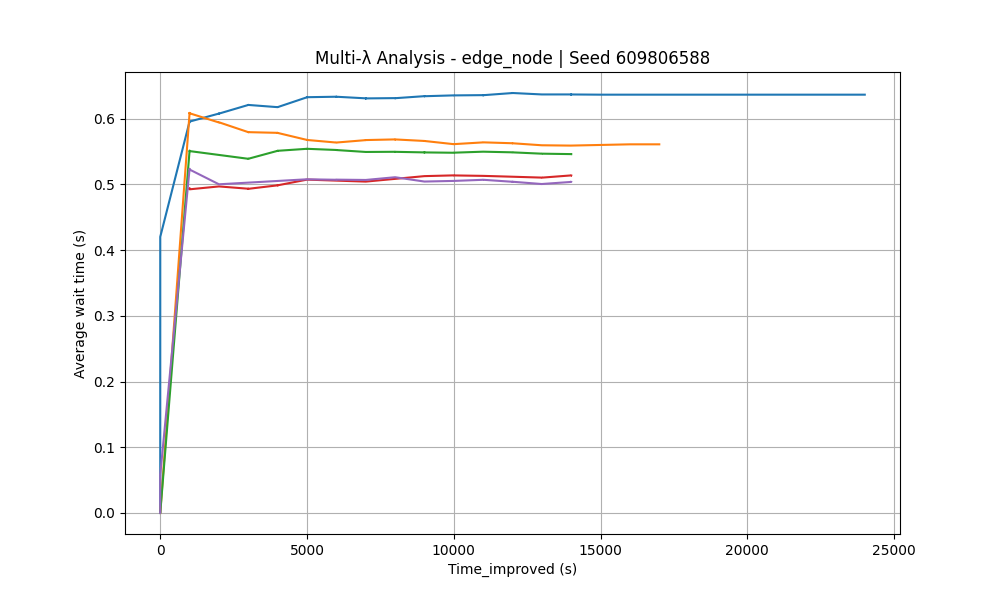 Multi-λ Analysis - edge_node | Seed 609806588
Average wait time (s)
0.6
0.5
0.4
0.3
0.2
0.1
0.0
0 5000 10000 15000 20000 25000
Time_improved (s)